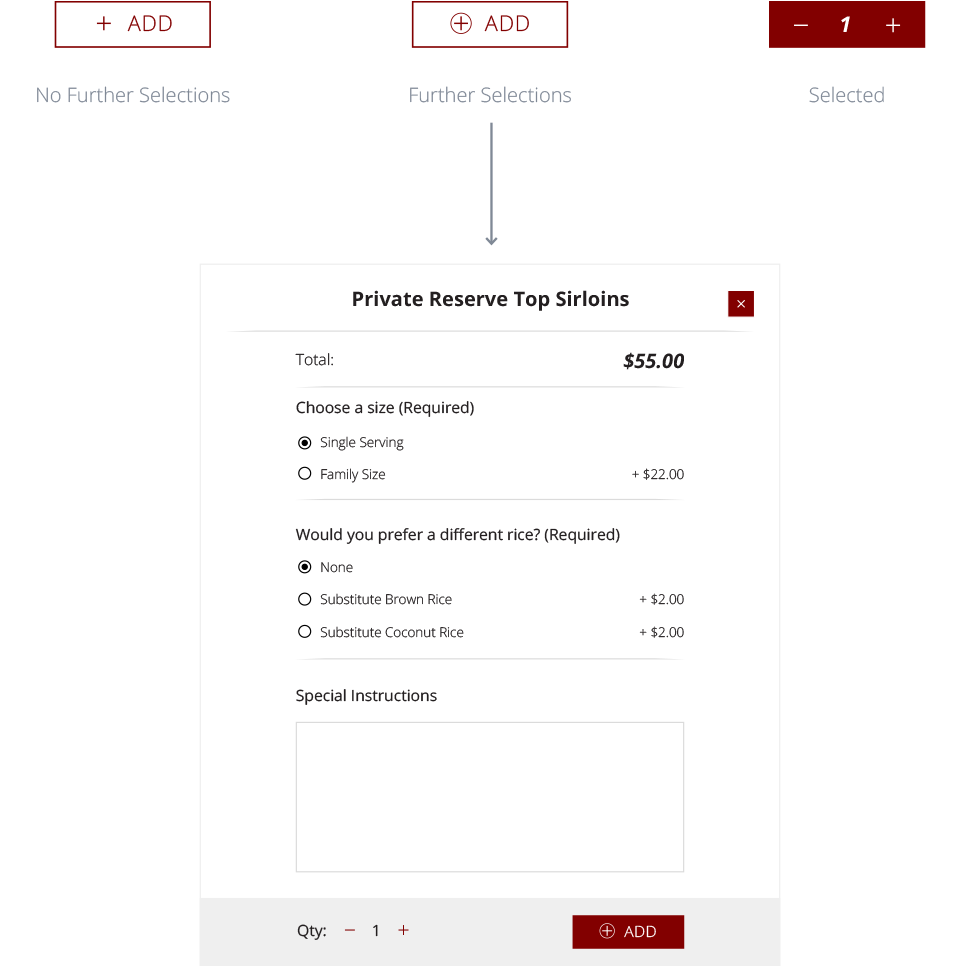 + ADD
⊕ ADD
− 1 +
No Further Selections
Further Selections
Selected
Private Reserve Top Sirloins
×
Total: $55.00
Choose a size (Required)
Single Serving
Family Size + $22.00
Would you prefer a different rice? (Required)
None
Substitute Brown Rice + $2.00
Substitute Coconut Rice + $2.00
Special Instructions
Qty: − 1 +
⊕ ADD